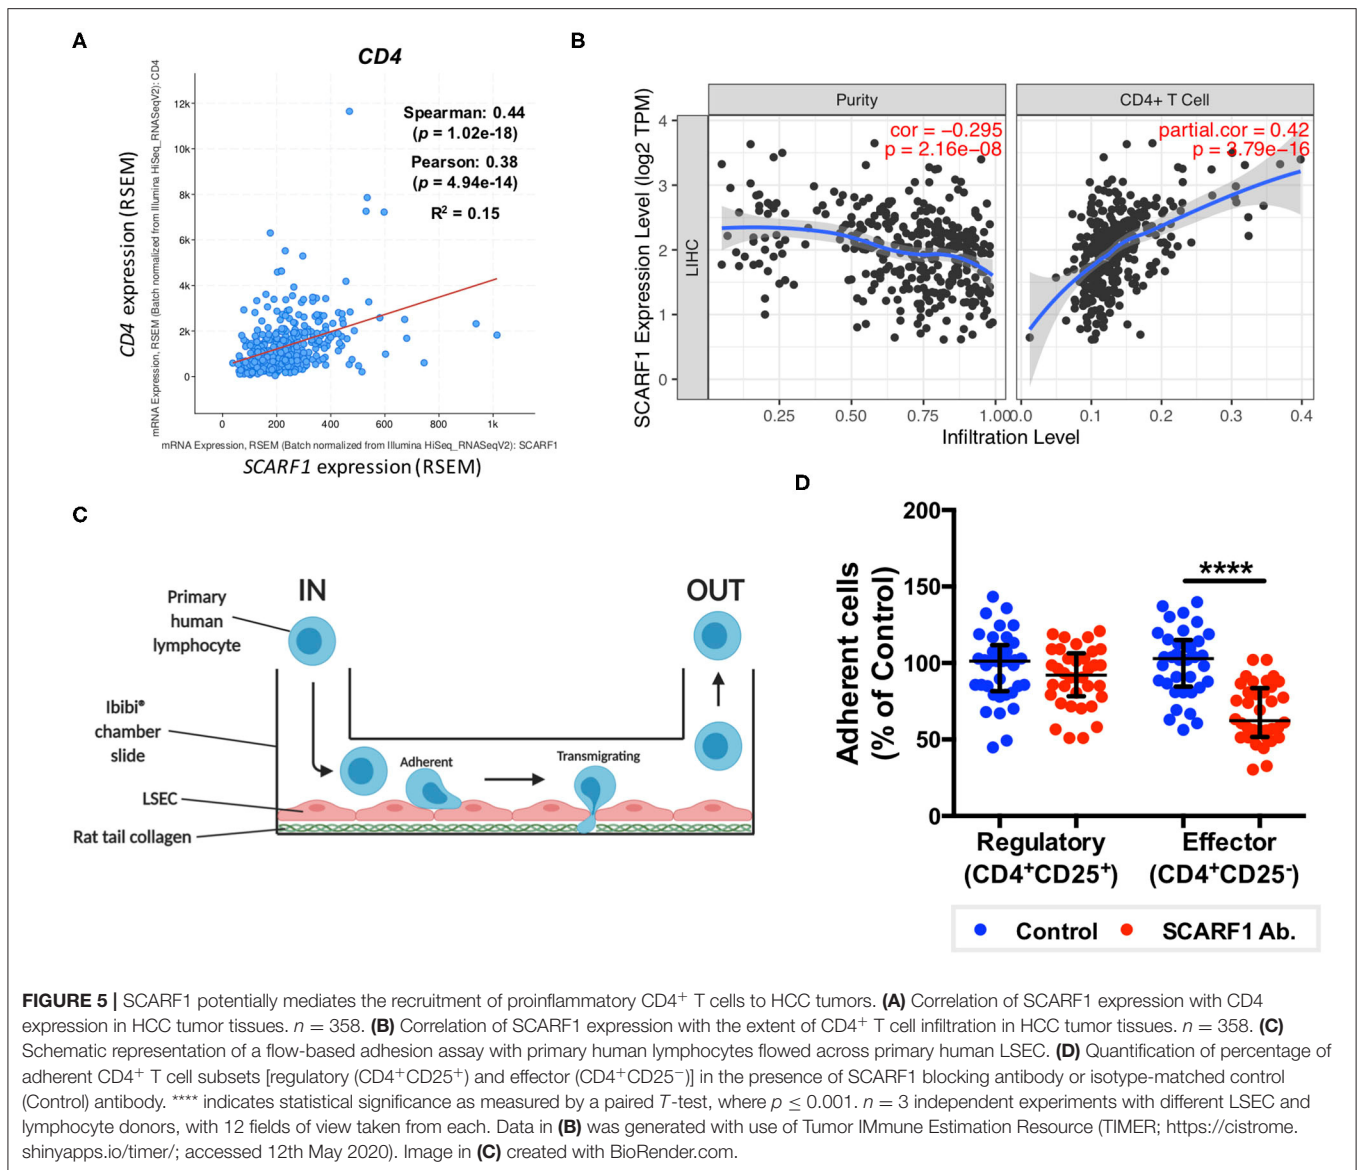 A
CD4
mRNA Expression, RSEM (Batch normalized from Illumina HiSeq_RNASeqV2): CD4
CD4 expression (RSEM)
12k
10k
8k
6k
4k
2k
0
Spearman: 0.44
(p = 1.02e-18)
Pearson: 0.38
(p = 4.94e-14)
R² = 0.15
0 200 400 600 800 1k
mRNA Expression, RSEM (Batch normalized from Illumina HiSeq_RNASeqV2): SCARF1
SCARF1 expression (RSEM)
B
SCARF1 Expression Level (log2 TPM)
LIHC
Purity
CD4+ T Cell
4
3
2
1
0
cor = −0.295
p = 2.16e−08
partial.cor = 0.42
p = 3.79e−16
0.25 0.50 0.75 1.00
0.0 0.1 0.2 0.3 0.4
Infiltration Level
C
Primary
human
lymphocyte
IN
OUT
Ibibi®
chamber
slide
Adherent
Transmigrating
LSEC
Rat tail collagen
D
Adherent cells
(% of Control)
200
150
100
50
0
****
Regulatory
(CD4⁺CD25⁺)
Effector
(CD4⁺CD25⁻)
Control
SCARF1 Ab.
FIGURE 5 | SCARF1 potentially mediates the recruitment of proinflammatory CD4⁺ T cells to HCC tumors. (A) Correlation of SCARF1 expression with CD4
expression in HCC tumor tissues. n = 358. (B) Correlation of SCARF1 expression with the extent of CD4⁺ T cell infiltration in HCC tumor tissues. n = 358. (C)
Schematic representation of a flow-based adhesion assay with primary human lymphocytes flowed across primary human LSEC. (D) Quantification of percentage of
adherent CD4⁺ T cell subsets [regulatory (CD4⁺CD25⁺) and effector (CD4⁺CD25⁻)] in the presence of SCARF1 blocking antibody or isotype-matched control
(Control) antibody. **** indicates statistical significance as measured by a paired T-test, where p ≤ 0.001. n = 3 independent experiments with different LSEC and
lymphocyte donors, with 12 fields of view taken from each. Data in (B) was generated with use of Tumor IMmune Estimation Resource (TIMER; https://cistrome.
shinyapps.io/timer/; accessed 12th May 2020). Image in (C) created with BioRender.com.